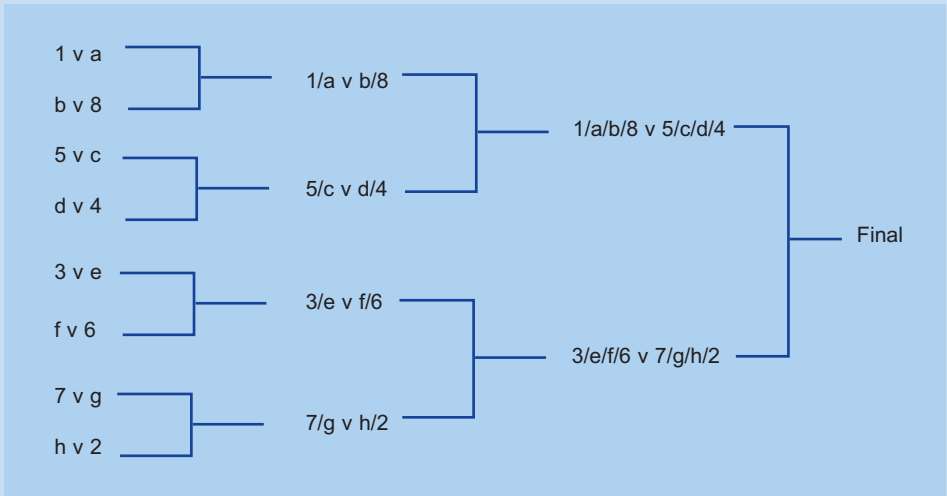 1 v a
b v 8
5 v c
d v 4
3 v e
f v 6
7 v g
h v 2
1/a v b/8
5/c v d/4
3/e v f/6
7/g v h/2
1/a/b/8 v 5/c/d/4
3/e/f/6 v 7/g/h/2
Final